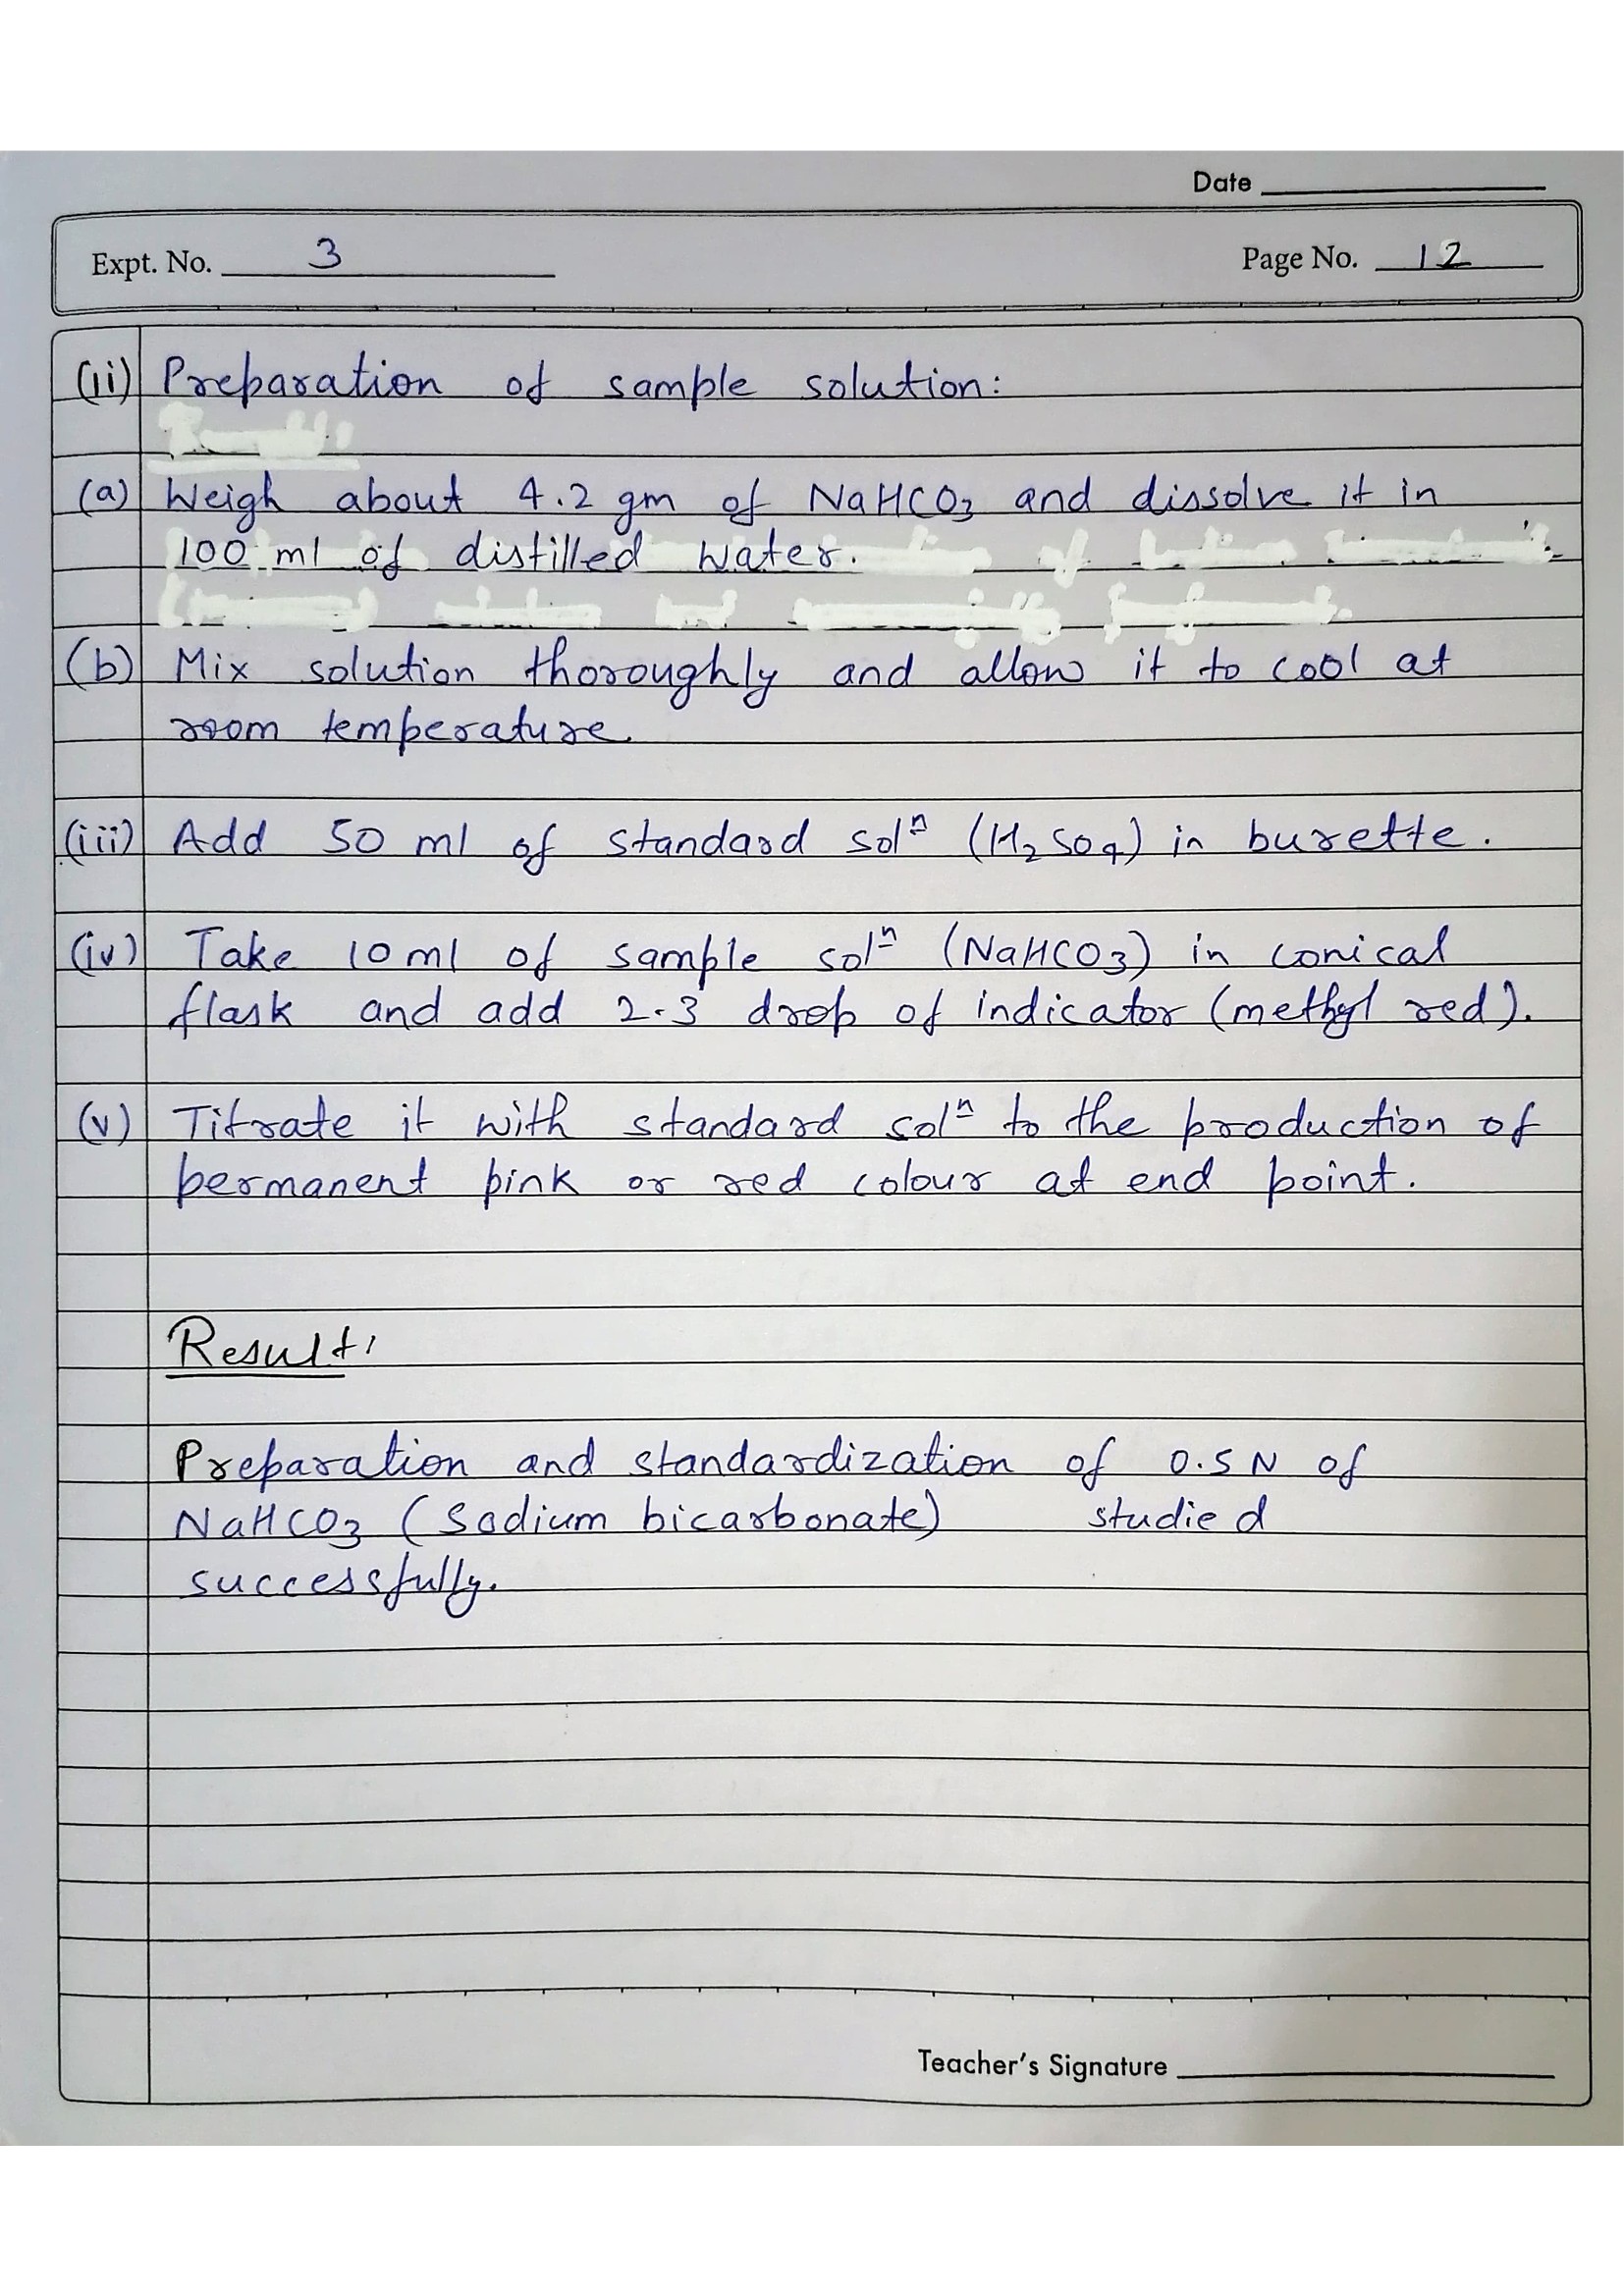 Date
Expt. No. 3
Page No. 12
(ii) Preparation of sample solution:
(a) Weigh about 4.2 gm of NaHCO3 and dissolve it in
100 ml of distilled water.
(b) Mix solution thoroughly and allow it to cool at
room temperature.
(iii) Add 50 ml of standard solⁿ (H2SO4) in burette.
(iv) Take 10 ml of sample solⁿ (NaHCO3) in conical
flask and add 2-3 drop of indicator (methyl red).
(v) Titrate it with standard solⁿ to the production of
permanent pink or red colour at end point.
Result:
Preparation and standardization of 0.5 N of
NaHCO3 (Sodium bicarbonate) studied
successfully.
Teacher's Signature